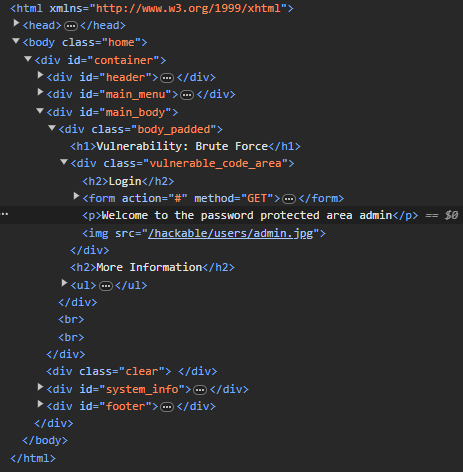 <html xmlns="http://www.w3.org/1999/xhtml">
<head> ··· </head>
<body class="home">
<div id="container">
<div id="header"> ··· </div>
<div id="main_menu"> ··· </div>
<div id="main_body">
<div class="body_padded">
<h1>Vulnerability: Brute Force</h1>
<div class="vulnerable_code_area">
<h2>Login</h2>
<form action="#" method="GET"> ··· </form>
··· <p>Welcome to the password protected area admin</p> == $0
<img src="/hackable/users/admin.jpg">
</div>
<h2>More Information</h2>
<ul> ··· </ul>
</div>
<br>
<br>
</div>
<div class="clear"> </div>
<div id="system_info"> ··· </div>
<div id="footer"> ··· </div>
</div>
</body>
</html>